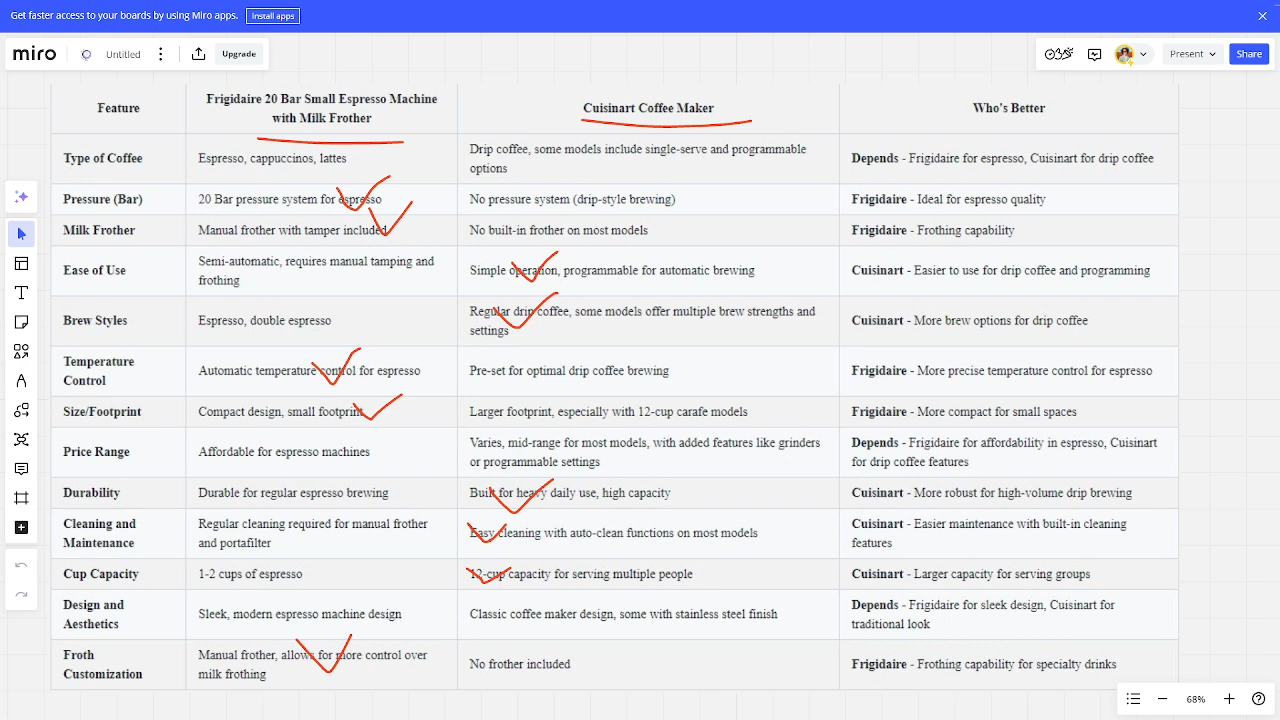 Get faster access to your boards by using Miro apps. Install apps
miro Untitled Upgrade Present Share
Feature
Frigidaire 20 Bar Small Espresso Machine
with Milk Frother
Cuisinart Coffee Maker
Who's Better
Type of Coffee
Espresso, cappuccinos, lattes
Drip coffee, some models include single-serve and programmable
options
Depends - Frigidaire for espresso, Cuisinart for drip coffee
Pressure (Bar)
20 Bar pressure system for espresso
No pressure system (drip-style brewing)
Frigidaire - Ideal for espresso quality
Milk Frother
Manual frother with tamper included
No built-in frother on most models
Frigidaire - Frothing capability
Ease of Use
Semi-automatic, requires manual tamping and
frothing
Simple operation, programmable for automatic brewing
Cuisinart - Easier to use for drip coffee and programming
Brew Styles
Espresso, double espresso
Regular drip coffee, some models offer multiple brew strengths and
settings
Cuisinart - More brew options for drip coffee
Temperature
Control
Automatic temperature control for espresso
Pre-set for optimal drip coffee brewing
Frigidaire - More precise temperature control for espresso
Size/Footprint
Compact design, small footprint
Larger footprint, especially with 12-cup carafe models
Frigidaire - More compact for small spaces
Price Range
Affordable for espresso machines
Varies, mid-range for most models, with added features like grinders
or programmable settings
Depends - Frigidaire for affordability in espresso, Cuisinart
for drip coffee features
Durability
Durable for regular espresso brewing
Built for heavy daily use, high capacity
Cuisinart - More robust for high-volume drip brewing
Cleaning and
Maintenance
Regular cleaning required for manual frother
and portafilter
Easy cleaning with auto-clean functions on most models
Cuisinart - Easier maintenance with built-in cleaning
features
Cup Capacity
1-2 cups of espresso
12-cup capacity for serving multiple people
Cuisinart - Larger capacity for serving groups
Design and
Aesthetics
Sleek, modern espresso machine design
Classic coffee maker design, some with stainless steel finish
Depends - Frigidaire for sleek design, Cuisinart for
traditional look
Froth
Customization
Manual frother, allows for more control over
milk frothing
No frother included
Frigidaire - Frothing capability for specialty drinks
68%